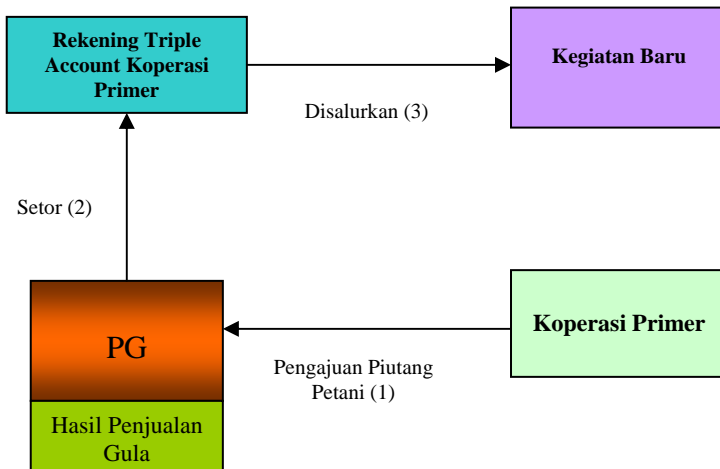 Rekening Triple
Account Koperasi
Primer
Kegiatan Baru
Disalurkan (3)
Setor (2)
PG
Koperasi Primer
Pengajuan Piutang
Petani (1)
Hasil Penjualan
Gula